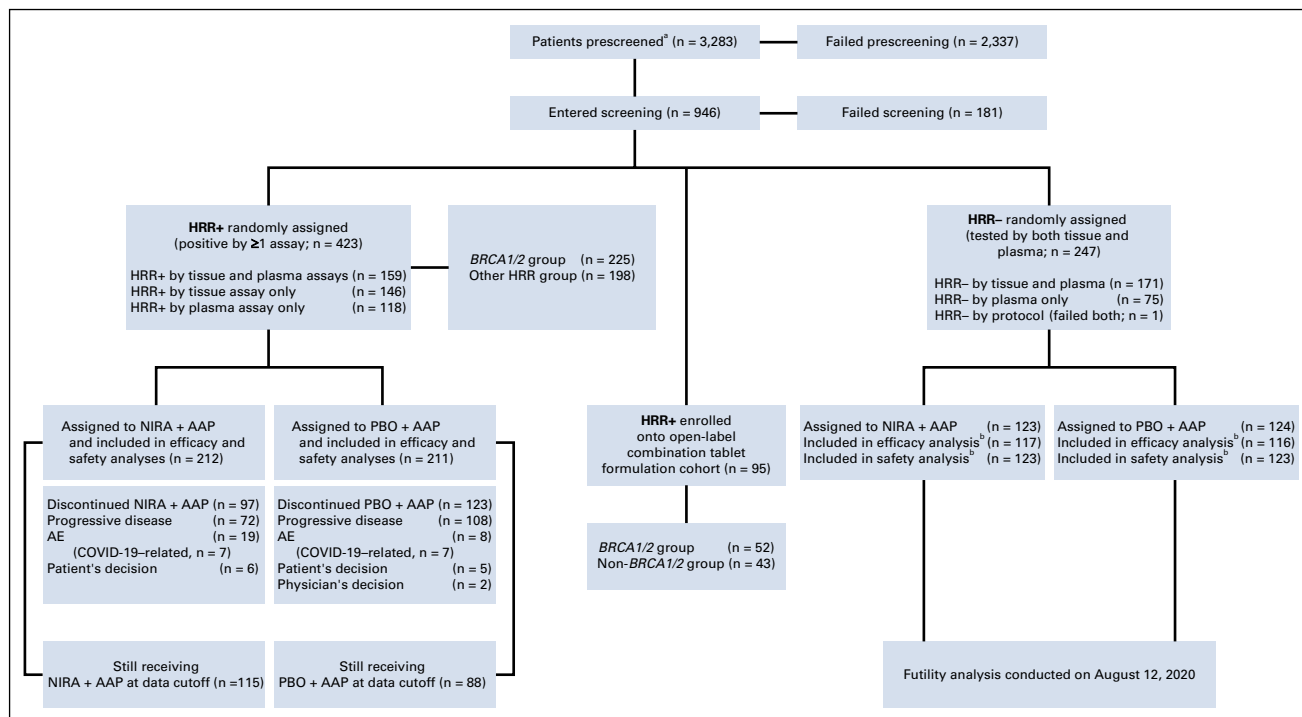 Patients prescreenedᵃ (n = 3,283)
Failed prescreening (n = 2,337)
Entered screening (n = 946)
Failed screening (n = 181)
HRR+ randomly assigned
(positive by ≥1 assay; n = 423)
HRR+ by tissue and plasma assays (n = 159)
HRR+ by tissue assay only (n = 146)
HRR+ by plasma assay only (n = 118)
BRCA1/2 group (n = 225)
Other HRR group (n = 198)
HRR– randomly assigned
(tested by both tissue and
plasma; n = 247)
HRR– by tissue and plasma (n = 171)
HRR– by plasma only (n = 75)
HRR– by protocol (failed both; n = 1)
Assigned to NIRA + AAP
and included in efficacy and
safety analyses (n = 212)
Assigned to PBO + AAP
and included in efficacy and
safety analyses (n = 211)
HRR+ enrolled
onto open-label
combination tablet
formulation cohort (n = 95)
Assigned to NIRA + AAP (n = 123)
Included in efficacy analysisᵇ (n = 117)
Included in safety analysisᵇ (n = 123)
Assigned to PBO + AAP (n = 124)
Included in efficacy analysisᵇ (n = 116)
Included in safety analysisᵇ (n = 123)
Discontinued NIRA + AAP (n = 97)
Progressive disease (n = 72)
AE (n = 19)
(COVID-19–related, n = 7)
Patient's decision (n = 6)
Discontinued PBO + AAP (n = 123)
Progressive disease (n = 108)
AE (n = 8)
(COVID-19–related, n = 7)
Patient's decision (n = 5)
Physician's decision (n = 2)
BRCA1/2 group (n = 52)
Non-BRCA1/2 group (n = 43)
Still receiving
NIRA + AAP at data cutoff (n =115)
Still receiving
PBO + AAP at data cutoff (n = 88)
Futility analysis conducted on August 12, 2020